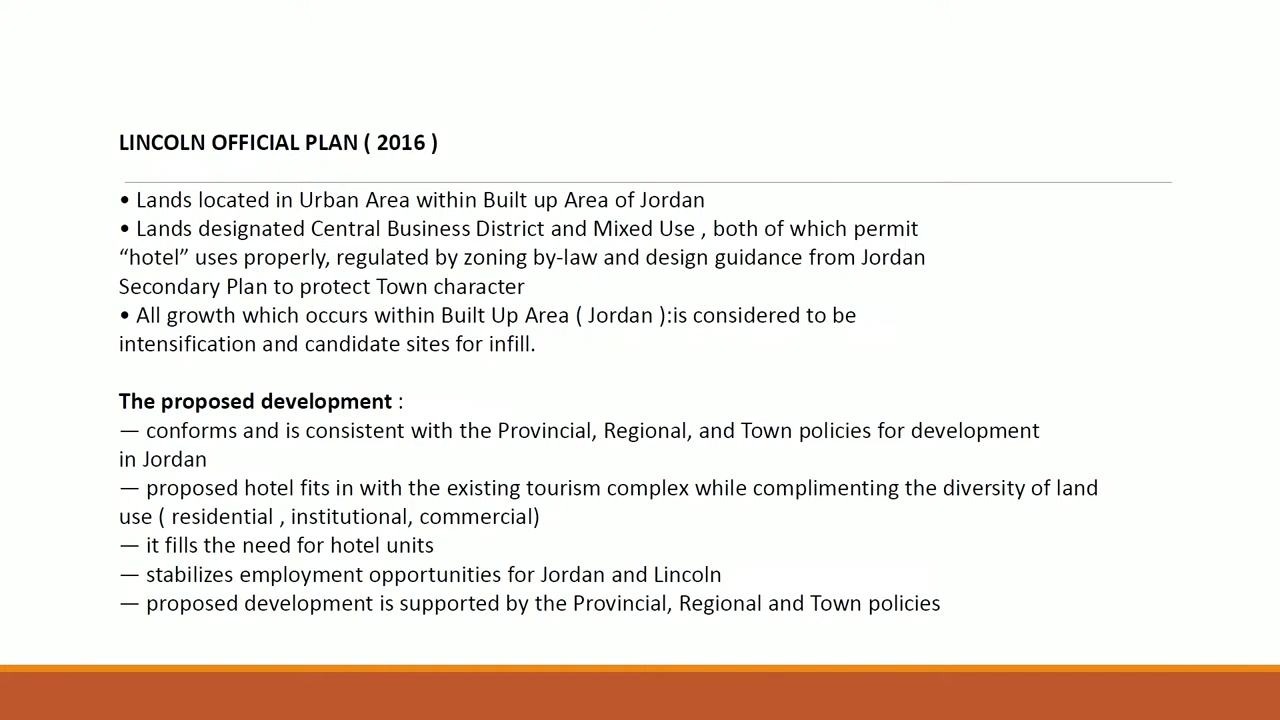 LINCOLN OFFICIAL PLAN ( 2016 )
• Lands located in Urban Area within Built up Area of Jordan
• Lands designated Central Business District and Mixed Use , both of which permit
“hotel” uses properly, regulated by zoning by-law and design guidance from Jordan
Secondary Plan to protect Town character
• All growth which occurs within Built Up Area ( Jordan ):is considered to be
intensification and candidate sites for infill.
The proposed development :
— conforms and is consistent with the Provincial, Regional, and Town policies for development
in Jordan
— proposed hotel fits in with the existing tourism complex while complimenting the diversity of land
use ( residential , institutional, commercial)
— it fills the need for hotel units
— stabilizes employment opportunities for Jordan and Lincoln
— proposed development is supported by the Provincial, Regional and Town policies